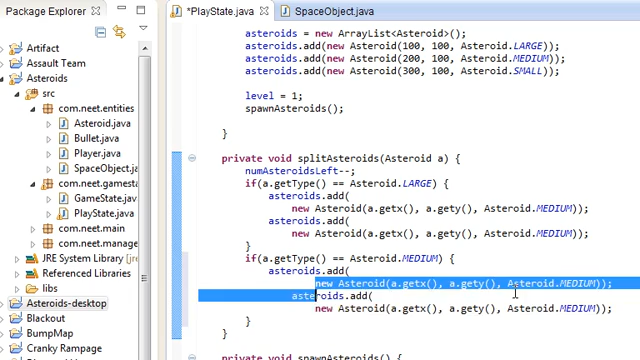 Package Explorer
*PlayState.java
SpaceObject.java
Artifact
Assault Team
Asteroids
src
com.neet.entities
Asteroid.java
Bullet.java
Player.java
SpaceObject.jav
com.neet.gamest
GameState.java
PlayState.java
com.neet.main
com.neet.manage
JRE System Library [
Referenced Libraries
libs
Asteroids-desktop
Blackout
BumpMap
Cranky Rampage
asteroids = new ArrayList<Asteroid>();
asteroids.add(new Asteroid(100, 100, Asteroid.LARGE));
asteroids.add(new Asteroid(200, 100, Asteroid.MEDIUM));
asteroids.add(new Asteroid(300, 100, Asteroid.SMALL));
level = 1;
spawnAsteroids();
}
private void splitAsteroids(Asteroid a) {
numAsteroidsLeft--;
if(a.getType() == Asteroid.LARGE) {
asteroids.add(
new Asteroid(a.getx(), a.gety(), Asteroid.MEDIUM));
asteroids.add(
new Asteroid(a.getx(), a.gety(), Asteroid.MEDIUM));
}
if(a.getType() == Asteroid.MEDIUM) {
asteroids.add(
new Asteroid(a.getx(), a.gety(), Asteroid.MEDIUM));
asteroids.add(
new Asteroid(a.getx(), a.gety(), Asteroid.MEDIUM));
}
}
private void spawnAsteroids() {